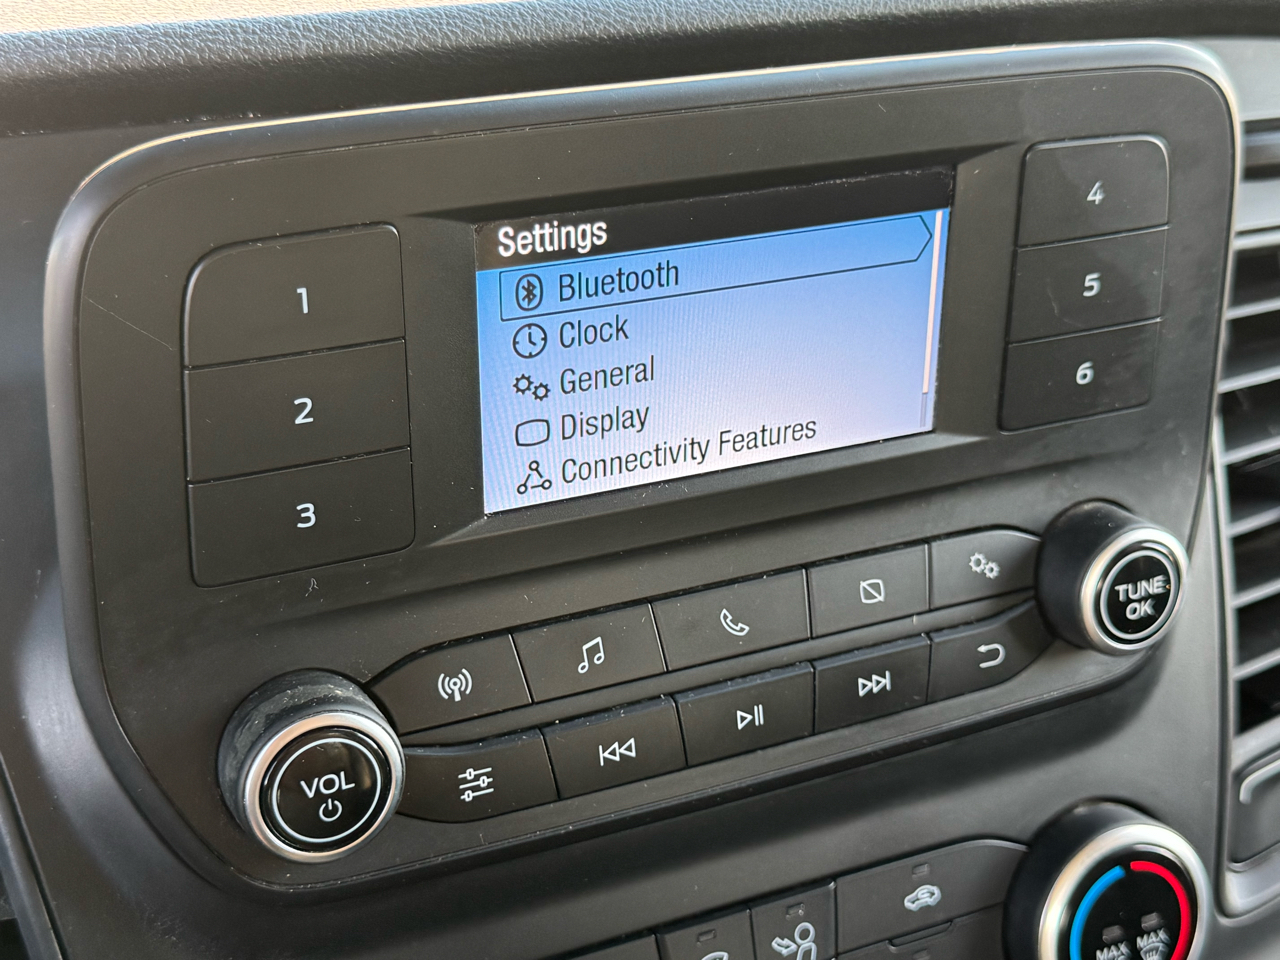 Settings
Bluetooth
Clock
General
Display
Connectivity Features
1
2
3
4
5
6
VOL
TUNE
OK
MAX
MAX